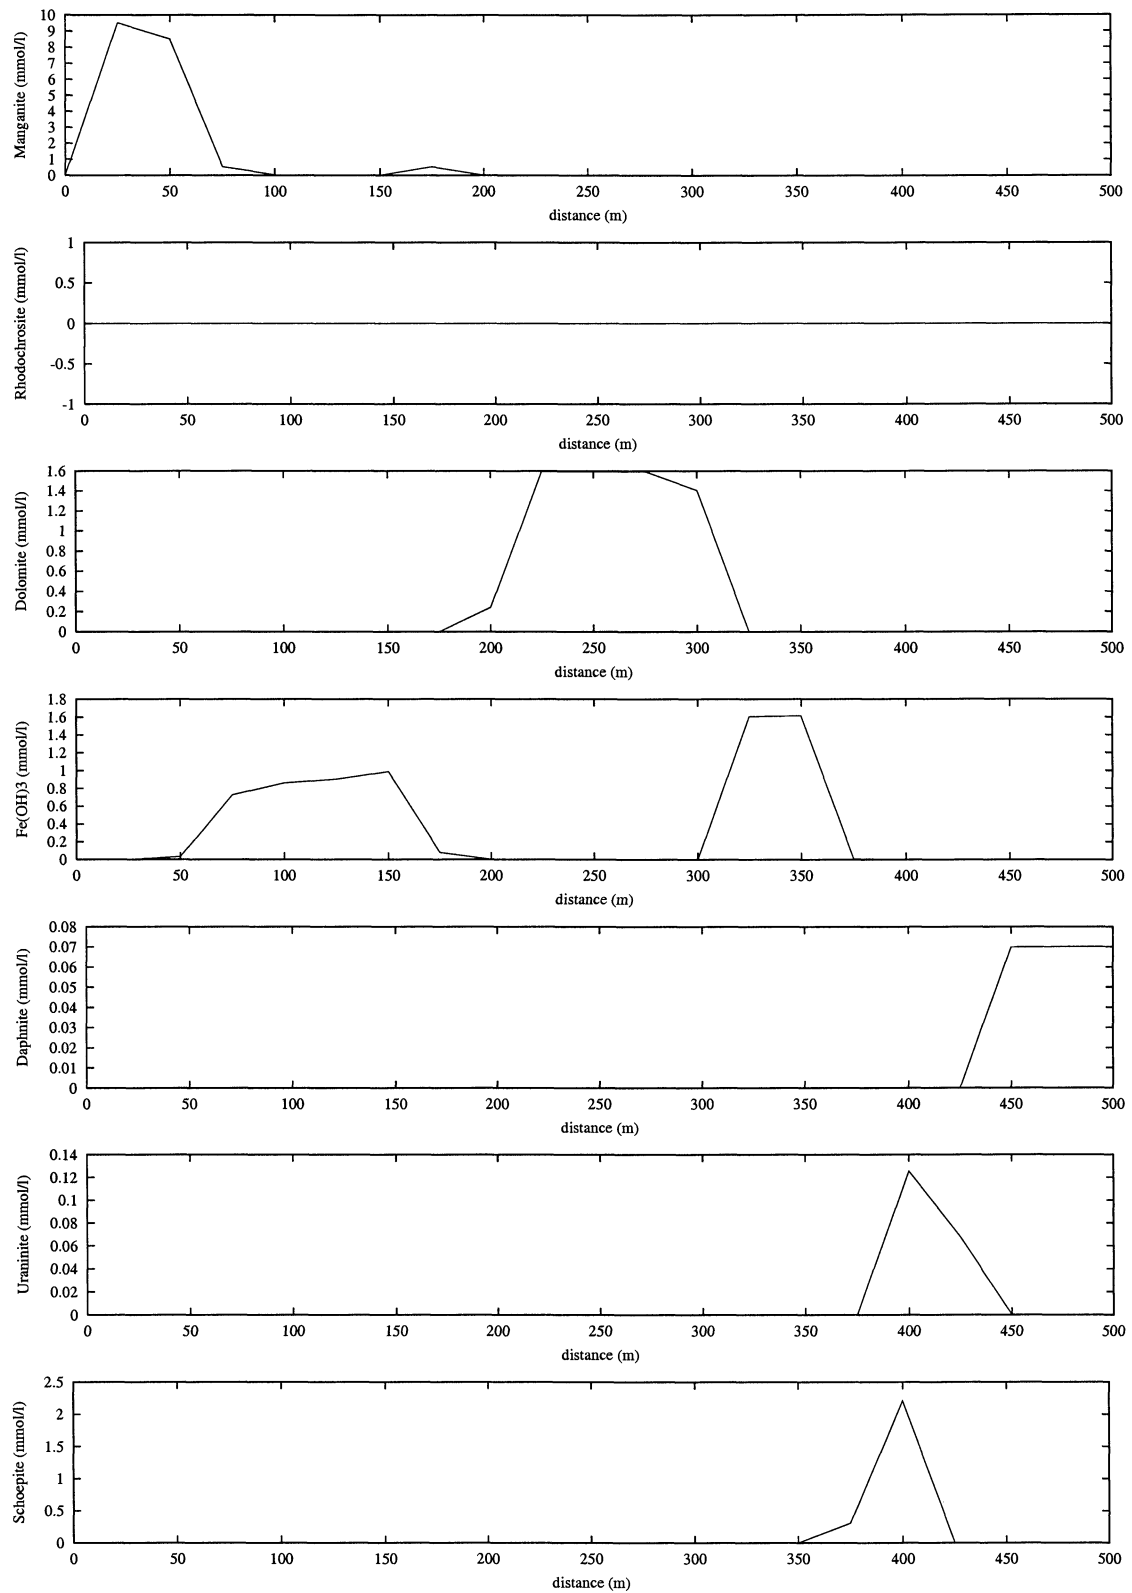 Manganite (mmol/l)
10
9
8
7
6
5
4
3
2
1
0
0 50 100 150 200 250 300 350 400 450 500
distance (m)
Rhodochrosite (mmol/l)
1
0.5
0
-0.5
-1
0 50 100 150 200 250 300 350 400 450 500
distance (m)
Dolomite (mmol/l)
1.6
1.4
1.2
1
0.8
0.6
0.4
0.2
0
0 50 100 150 200 250 300 350 400 450 500
distance (m)
Fe(OH)3 (mmol/l)
1.8
1.6
1.4
1.2
1
0.8
0.6
0.4
0.2
0
0 50 100 150 200 250 300 350 400 450 500
distance (m)
Daphnite (mmol/l)
0.08
0.07
0.06
0.05
0.04
0.03
0.02
0.01
0
0 50 100 150 200 250 300 350 400 450 500
distance (m)
Uraninite (mmol/l)
0.14
0.12
0.1
0.08
0.06
0.04
0.02
0
0 50 100 150 200 250 300 350 400 450 500
distance (m)
Schoepite (mmol/l)
2.5
2
1.5
1
0.5
0
0 50 100 150 200 250 300 350 400 450 500
distance (m)